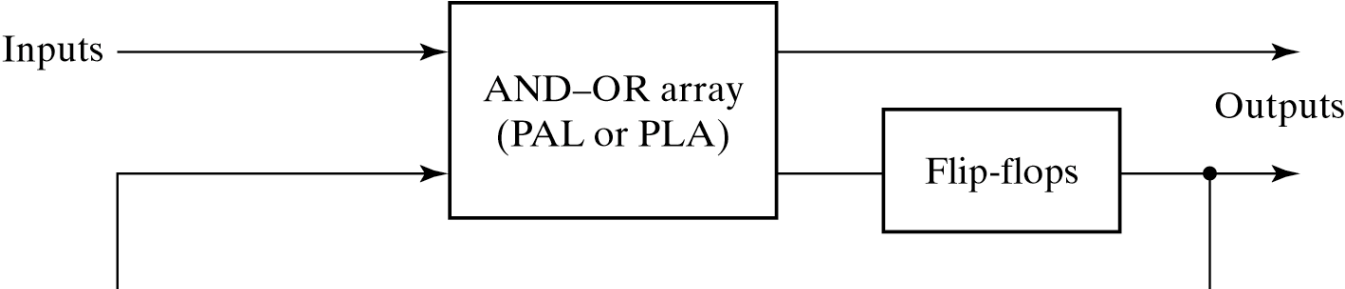 Inputs
AND–OR array
(PAL or PLA)
Outputs
Flip-flops